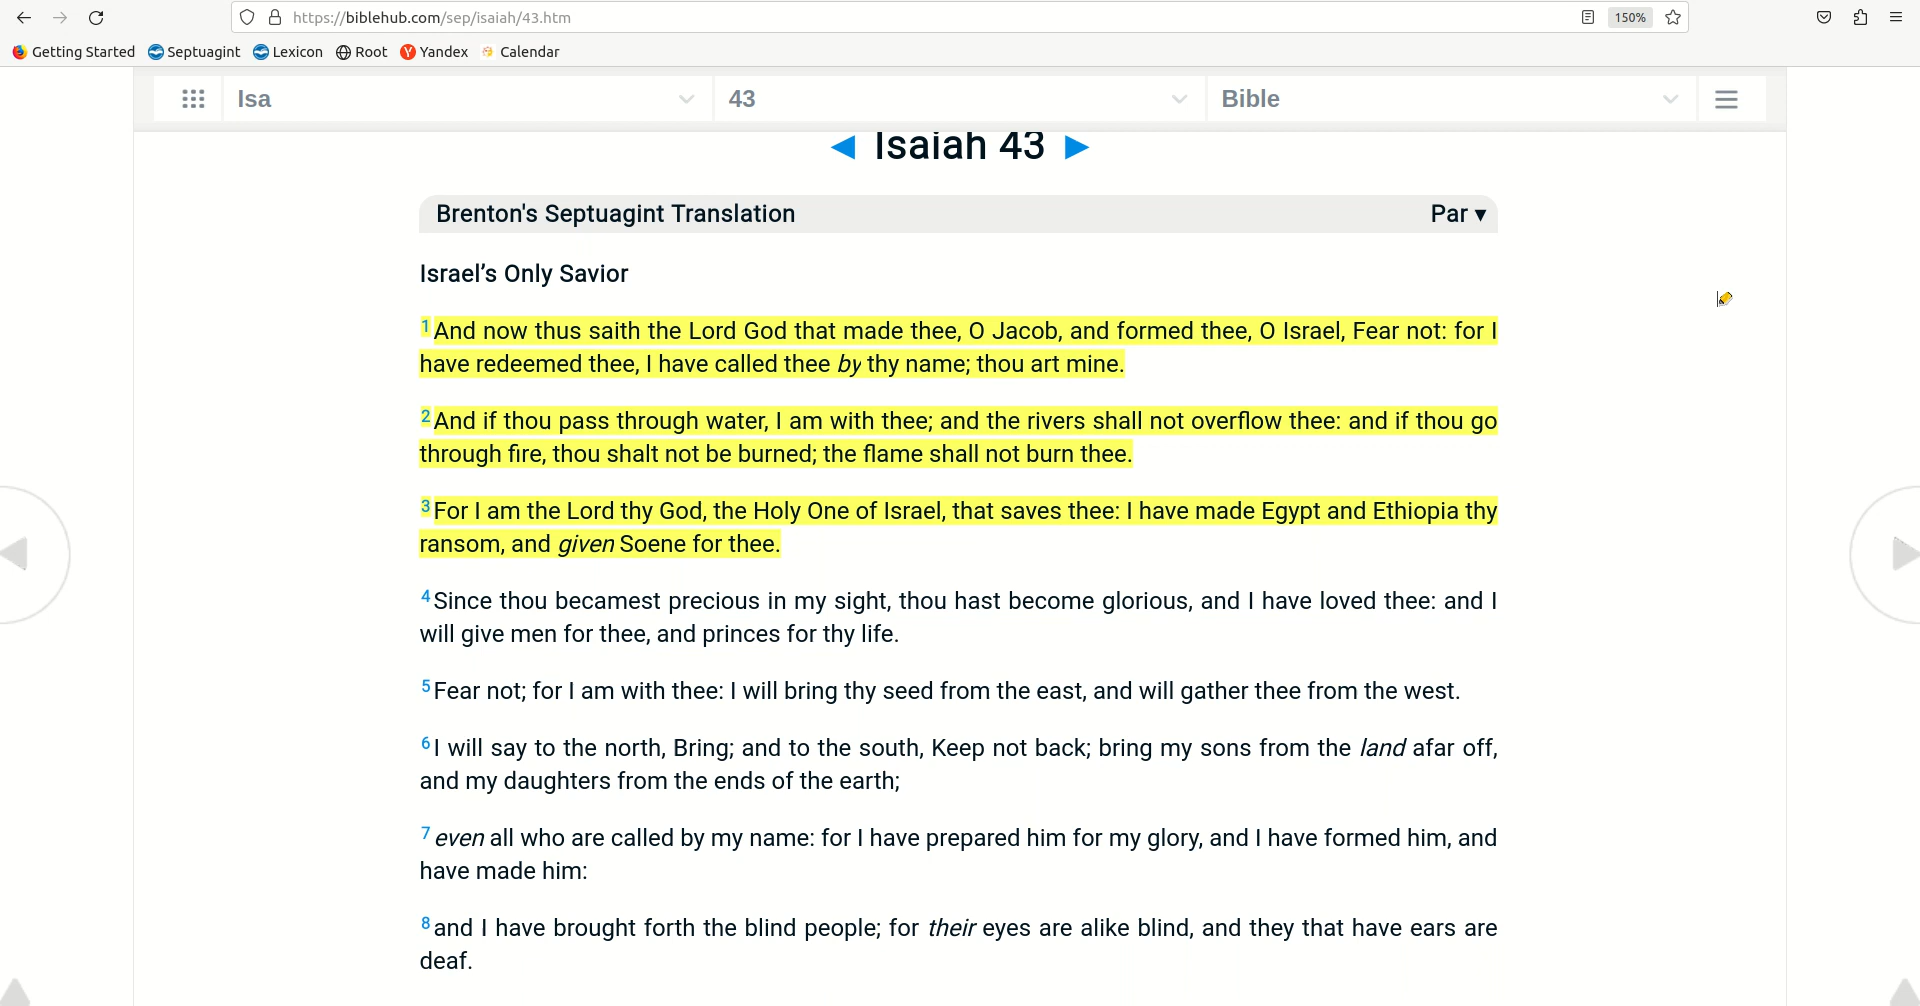 https://biblehub.com/sep/isaiah/43.htm
150%
Getting Started Septuagint Lexicon Root Yandex Calendar
Isa 43 Bible
Isaiah 43
Brenton's Septuagint Translation Par ▾
Israel’s Only Savior
1 And now thus saith the Lord God that made thee, O Jacob, and formed thee, O Israel, Fear not: for I
have redeemed thee, I have called thee by thy name; thou art mine.
2 And if thou pass through water, I am with thee; and the rivers shall not overflow thee: and if thou go
through fire, thou shalt not be burned; the flame shall not burn thee.
3 For I am the Lord thy God, the Holy One of Israel, that saves thee: I have made Egypt and Ethiopia thy
ransom, and given Soene for thee.
4 Since thou becamest precious in my sight, thou hast become glorious, and I have loved thee: and I
will give men for thee, and princes for thy life.
5 Fear not; for I am with thee: I will bring thy seed from the east, and will gather thee from the west.
6 I will say to the north, Bring; and to the south, Keep not back; bring my sons from the land afar off,
and my daughters from the ends of the earth;
7 even all who are called by my name: for I have prepared him for my glory, and I have formed him, and
have made him:
8 and I have brought forth the blind people; for their eyes are alike blind, and they that have ears are
deaf.